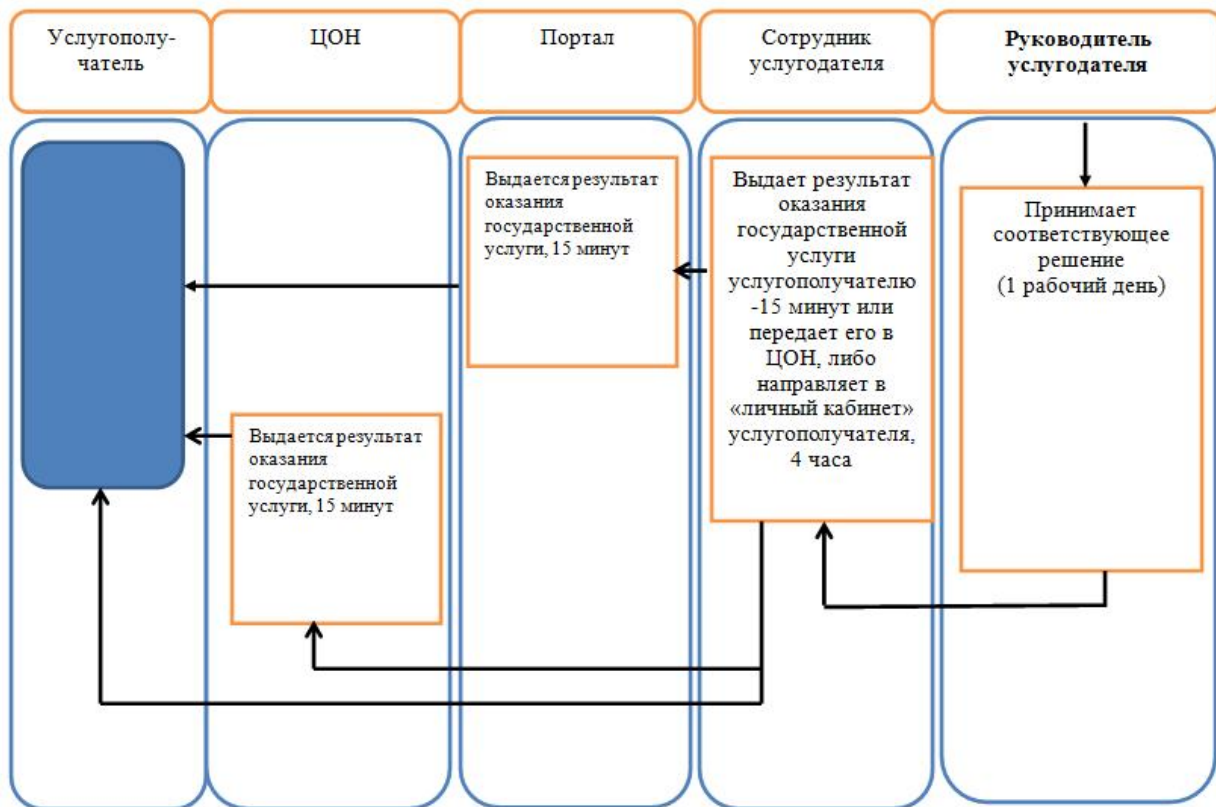 Услугополу-
чатель
ЦОН
Портал
Сотрудник
услугодателя
Руководитель
услугодателя
Выдается результат
оказания
государственной
услуги, 15 минут
Выдается результат
оказания
государственной
услуги, 15 минут
Выдает результат
оказания
государственной
услуги
услугополучателю
-15 минут или
передает его в
ЦОН, либо
направляет в
«личный кабинет»
услугополучателя,
4 часа
Принимает
соответствующее
решение
(1 рабочий день)